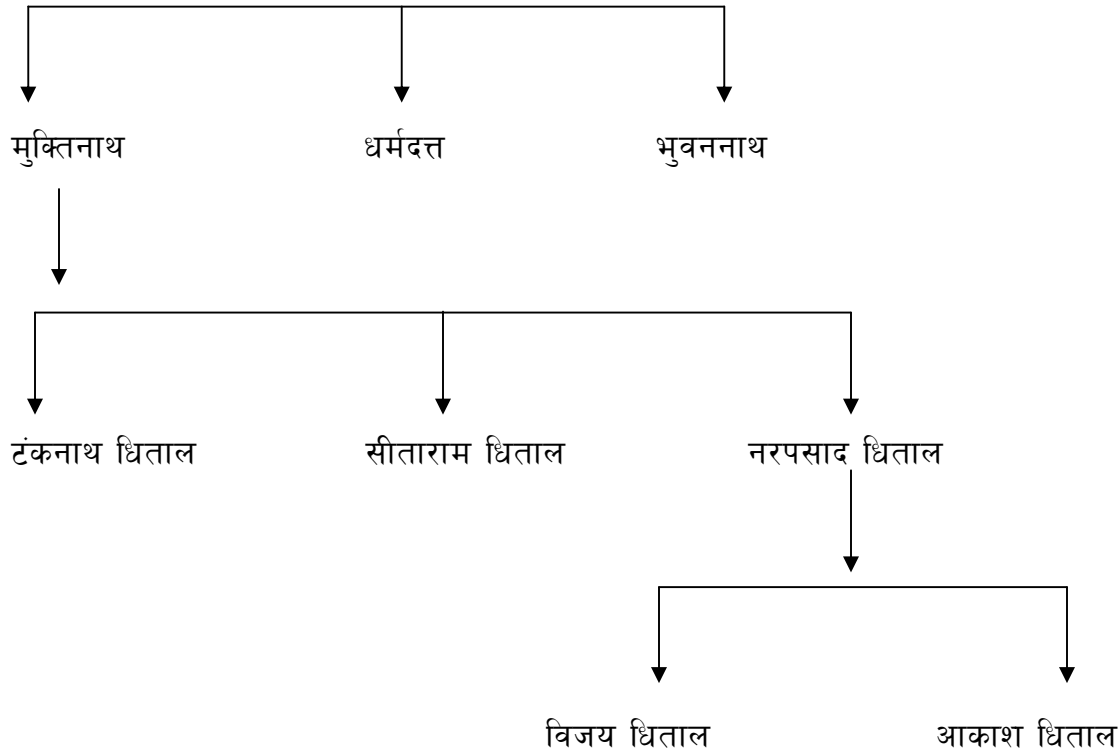 मुक्तिनाथ धर्मदत्त भुवननाथ
टंकनाथ धिताल सीताराम धिताल नरपसाद धिताल
विजय धिताल आकाश धिताल